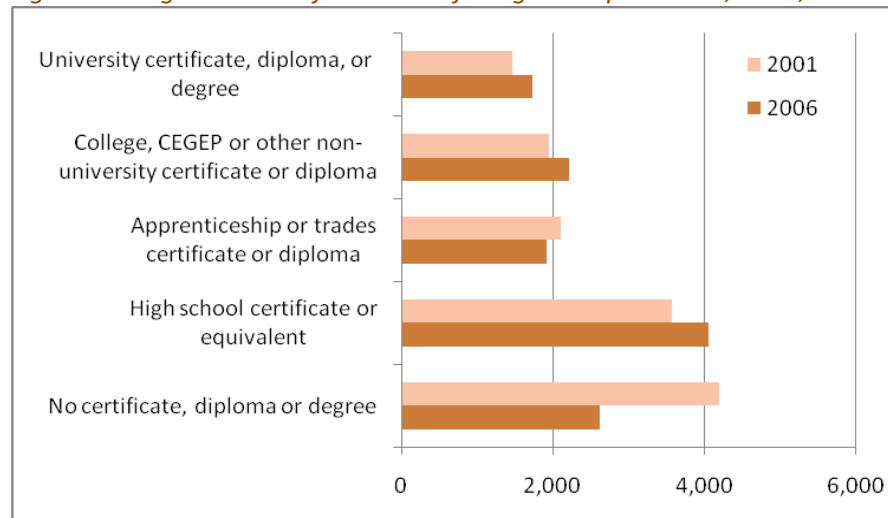 University certificate, diploma, or
degree
College, CEGEP or other non-
university certificate or diploma
Apprenticeship or trades
certificate or diploma
High school certificate or
equivalent
No certificate, diploma or degree
2001
2006
0 2,000 4,000 6,000